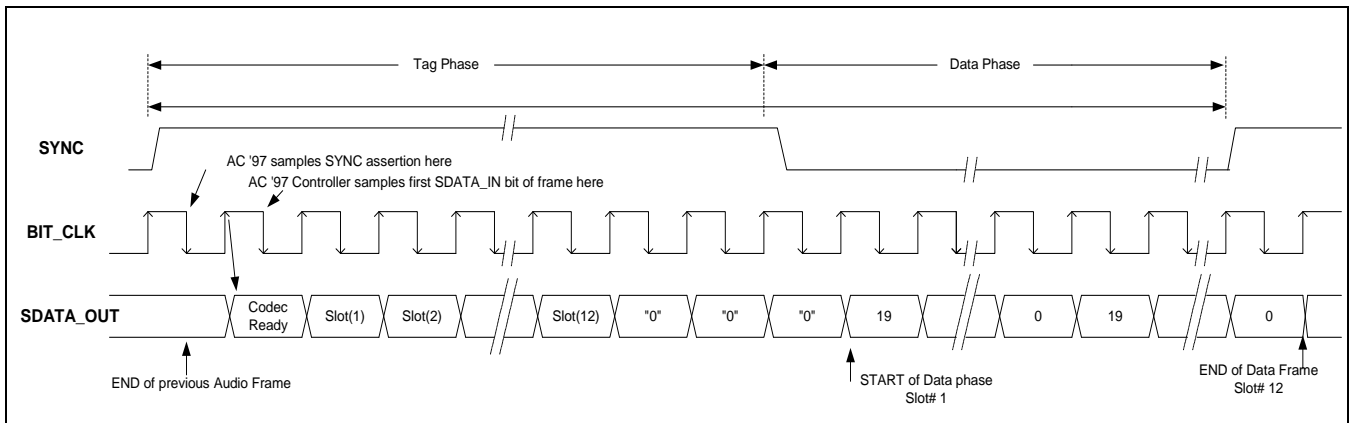 Tag Phase
Data Phase
SYNC
AC '97 samples SYNC assertion here
AC '97 Controller samples first SDATA_IN bit of frame here
BIT_CLK
SDATA_OUT
Codec
Ready
Slot(1)
Slot(2)
Slot(12)
"0"
"0"
"0"
19
0
19
0
END of previous Audio Frame
START of Data phase
Slot# 1
END of Data Frame
Slot# 12